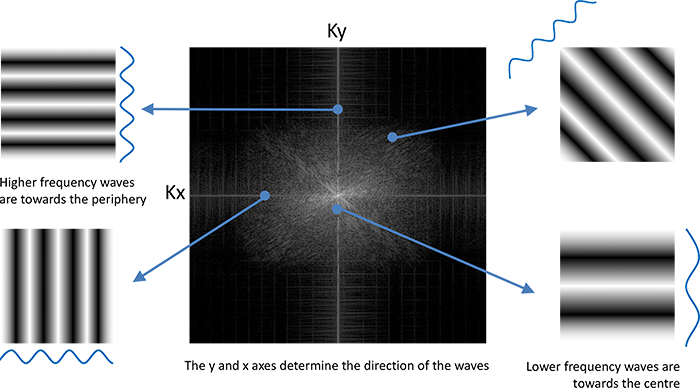 Ky
Kx
Higher frequency waves
are towards the periphery
The y and x axes determine the direction of the waves
Lower frequency waves are
towards the centre